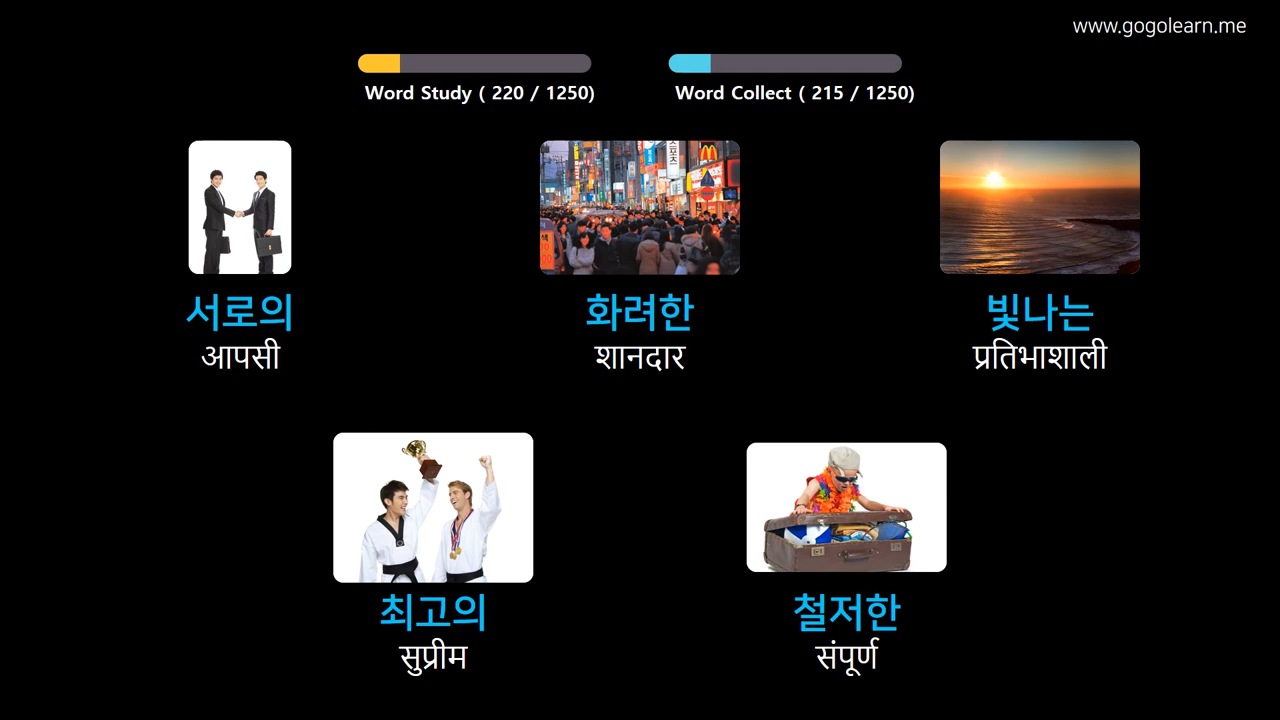 www.gogolearn.me
Word Study ( 220 / 1250)
Word Collect ( 215 / 1250)
서로의
आपसी
화려한
शानदार
빛나는
प्रतिभाशाली
최고의
सुप्रीम
철저한
संपूर्ण